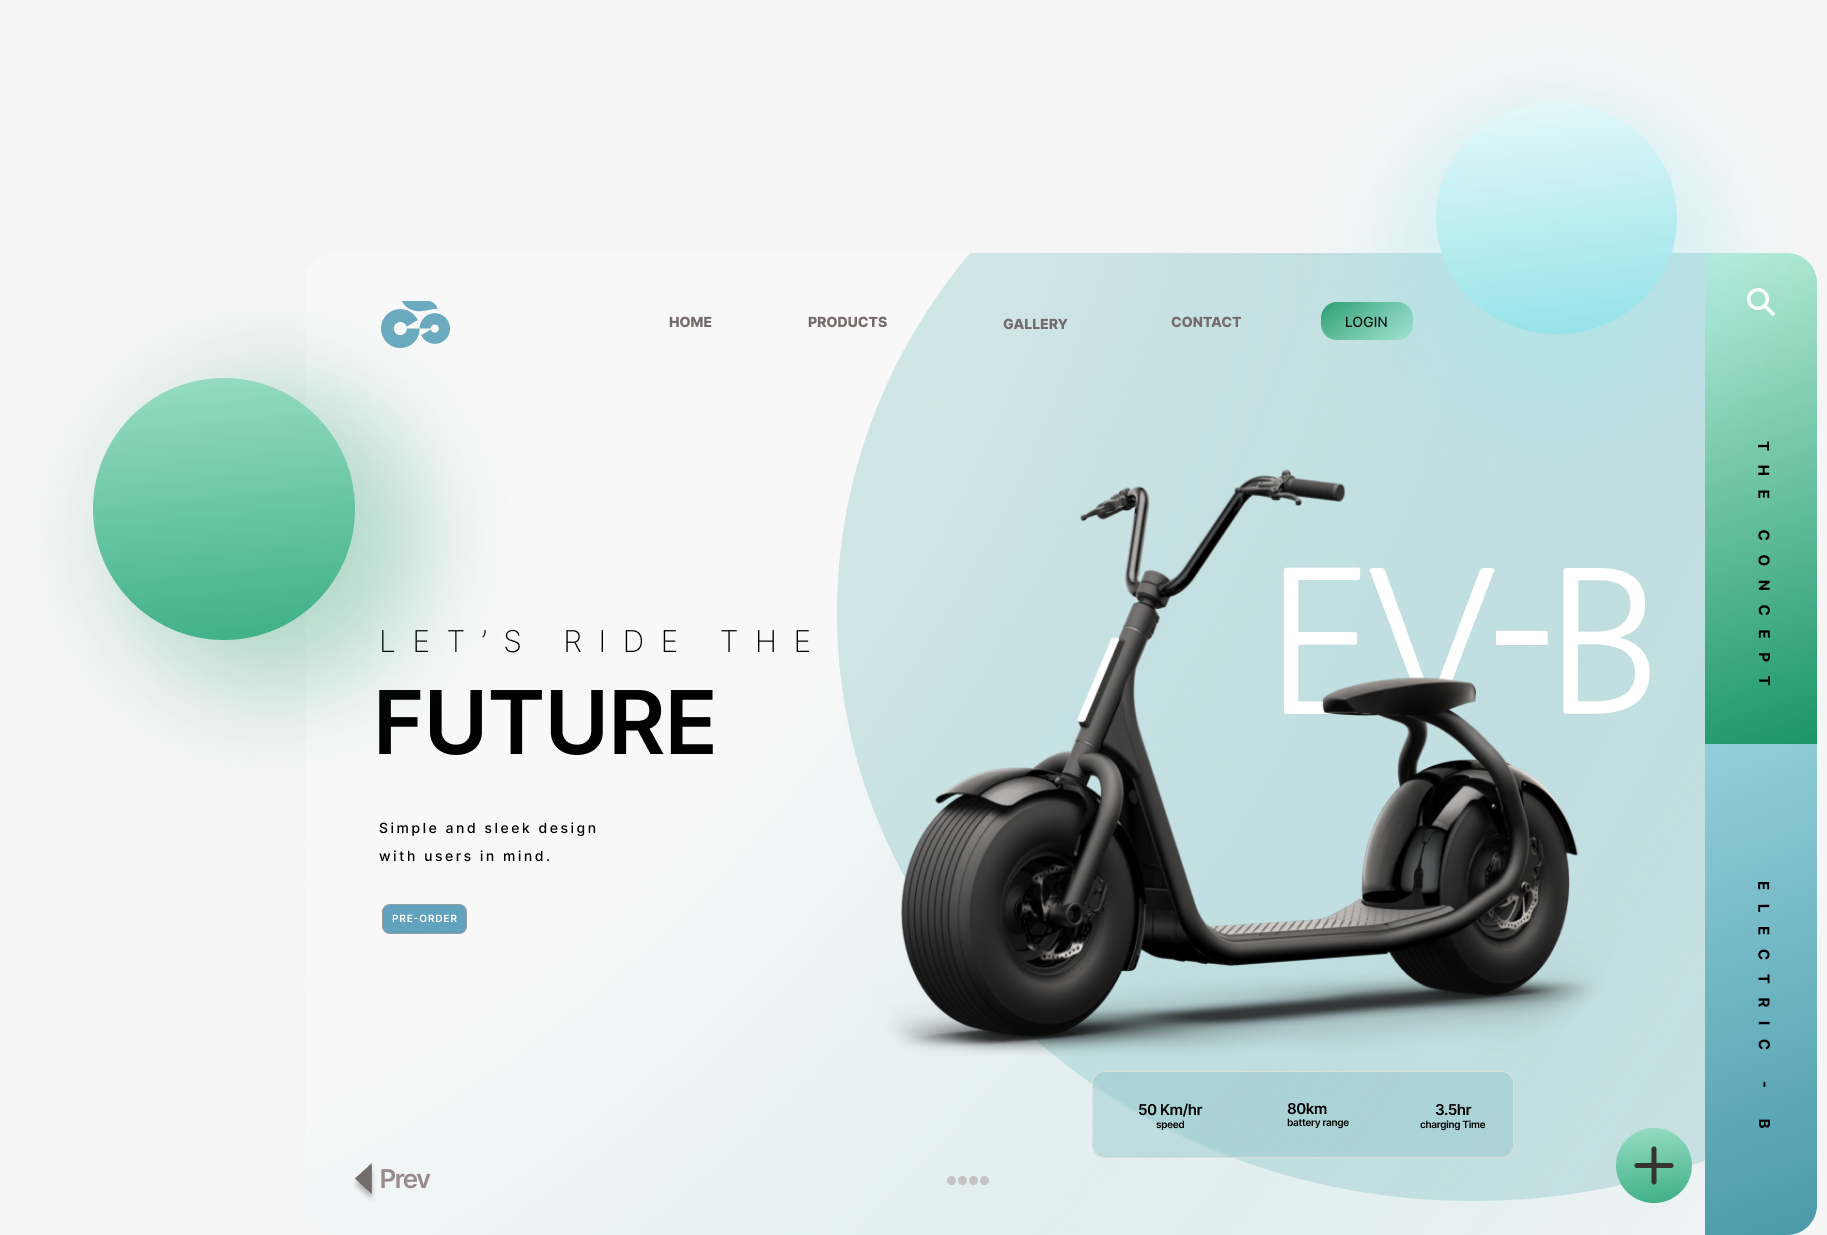 HOME
PRODUCTS
GALLERY
CONTACT
LOGIN
LET’S RIDE THE
FUTURE
Simple and sleek design
with users in mind.
PRE-ORDER
EV-B
50 Km/hr
speed
80km
battery range
3.5hr
charging Time
Prev
THE CONCEPT
ELECTRIC - B